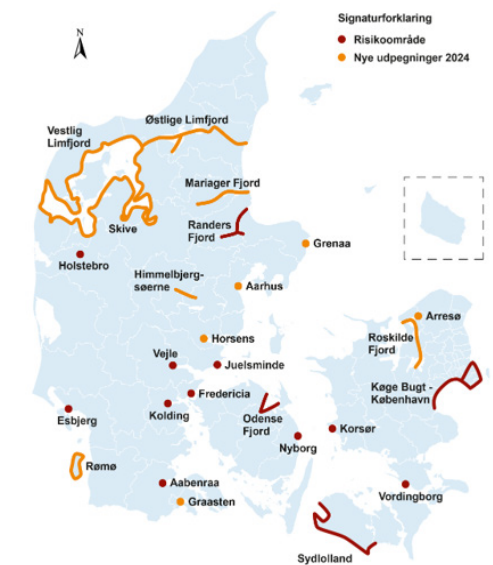 Signaturforklaring
Risikoområde
Nye udpegninger 2024
N
Østlige Limfjord
Vestlig
Limfjord
Mariager Fjord
Skive
Randers
Fjord
Grenaa
Holstebro
Himmelbjerg-
søerne
Aarhus
Arresø
Horsens
Roskilde
Fjord
Vejle
Juelsminde
Køge Bugt -
København
Fredericia
Kolding
Esbjerg
Odense
Fjord
Korsør
Nyborg
Rømø
Aabenraa
Vordingborg
Graasten
Sydlolland